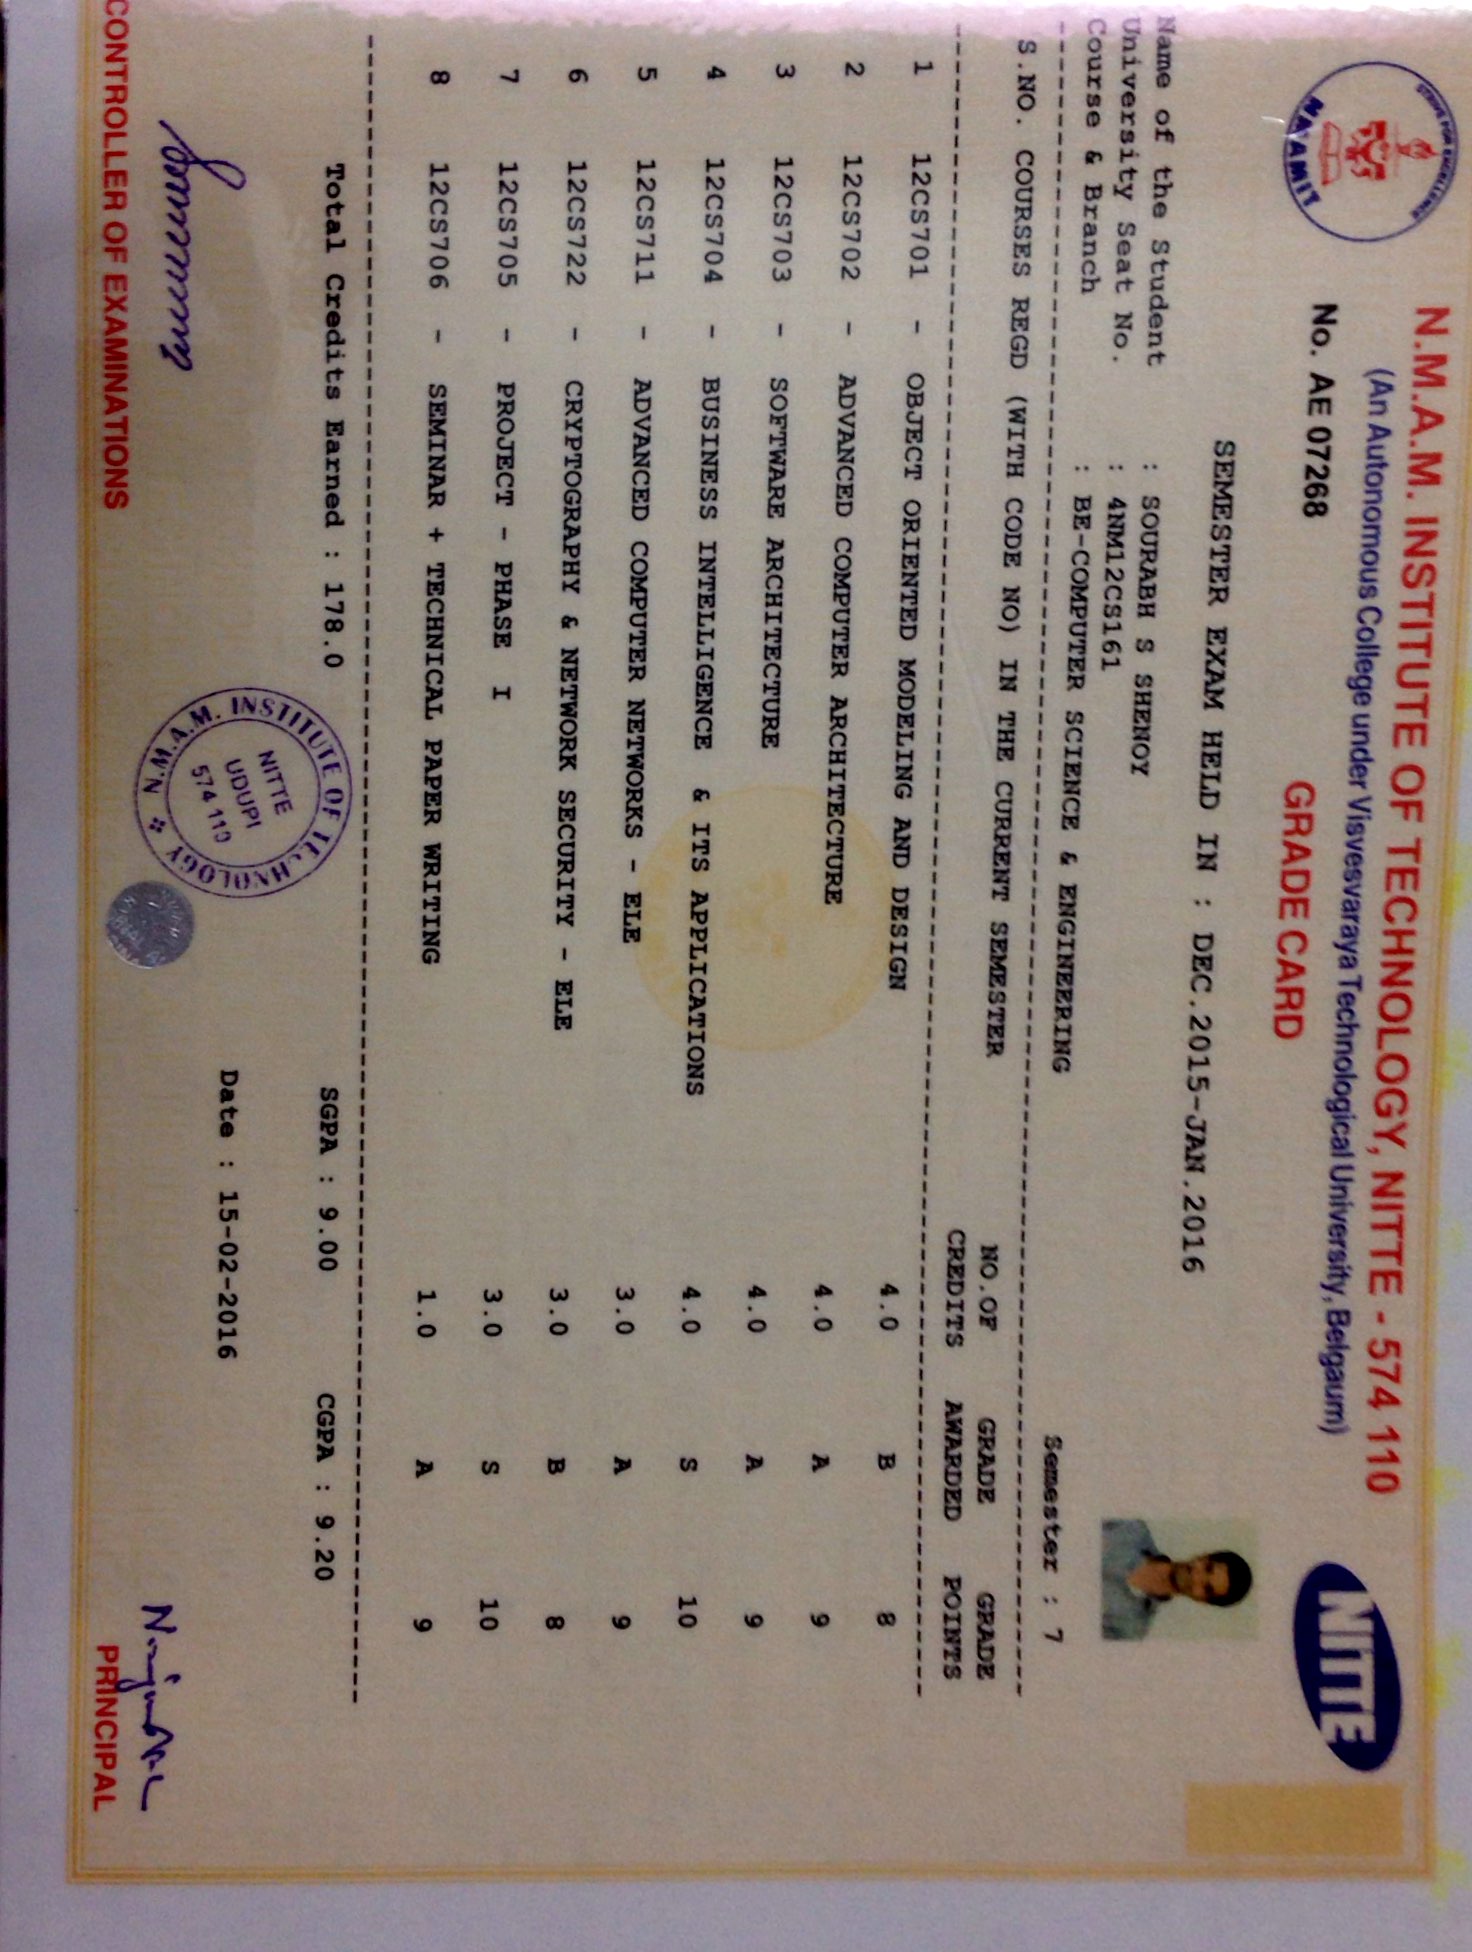 STRIVE FOR EXCELLENCE
NMAMIT
N.M.A.M. INSTITUTE OF TECHNOLOGY, NITTE - 574 110
(An Autonomous College under Visvesvaraya Technological University, Belgaum)
No. AE 07268
GRADE CARD
NITTE
SEMESTER EXAM HELD IN : DEC.2015-JAN.2016
Name of the Student : SOURABH S SHENOY
University Seat No. : 4NM12CS161
Course & Branch : BE-COMPUTER SCIENCE & ENGINEERING Semester : 7
S.NO. COURSES REGD (WITH CODE NO) IN THE CURRENT SEMESTER NO.OF GRADE GRADE
CREDITS AWARDED POINTS
1 12CS701 - OBJECT ORIENTED MODELING AND DESIGN 4.0 B 8
2 12CS702 - ADVANCED COMPUTER ARCHITECTURE 4.0 A 9
3 12CS703 - SOFTWARE ARCHITECTURE 4.0 A 9
4 12CS704 - BUSINESS INTELLIGENCE & ITS APPLICATIONS 4.0 S 10
5 12CS711 - ADVANCED COMPUTER NETWORKS - ELE 3.0 A 9
6 12CS722 - CRYPTOGRAPHY & NETWORK SECURITY - ELE 3.0 B 8
7 12CS705 - PROJECT - PHASE I 3.0 S 10
8 12CS706 - SEMINAR + TECHNICAL PAPER WRITING 1.0 A 9
Total Credits Earned : 178.0 SGPA : 9.00 CGPA : 9.20
Date : 15-02-2016
N.M.A.M. INSTITUTE OF TECHNOLOGY
NITTE
UDUPI
574 110
CONTROLLER OF EXAMINATIONS
PRINCIPAL